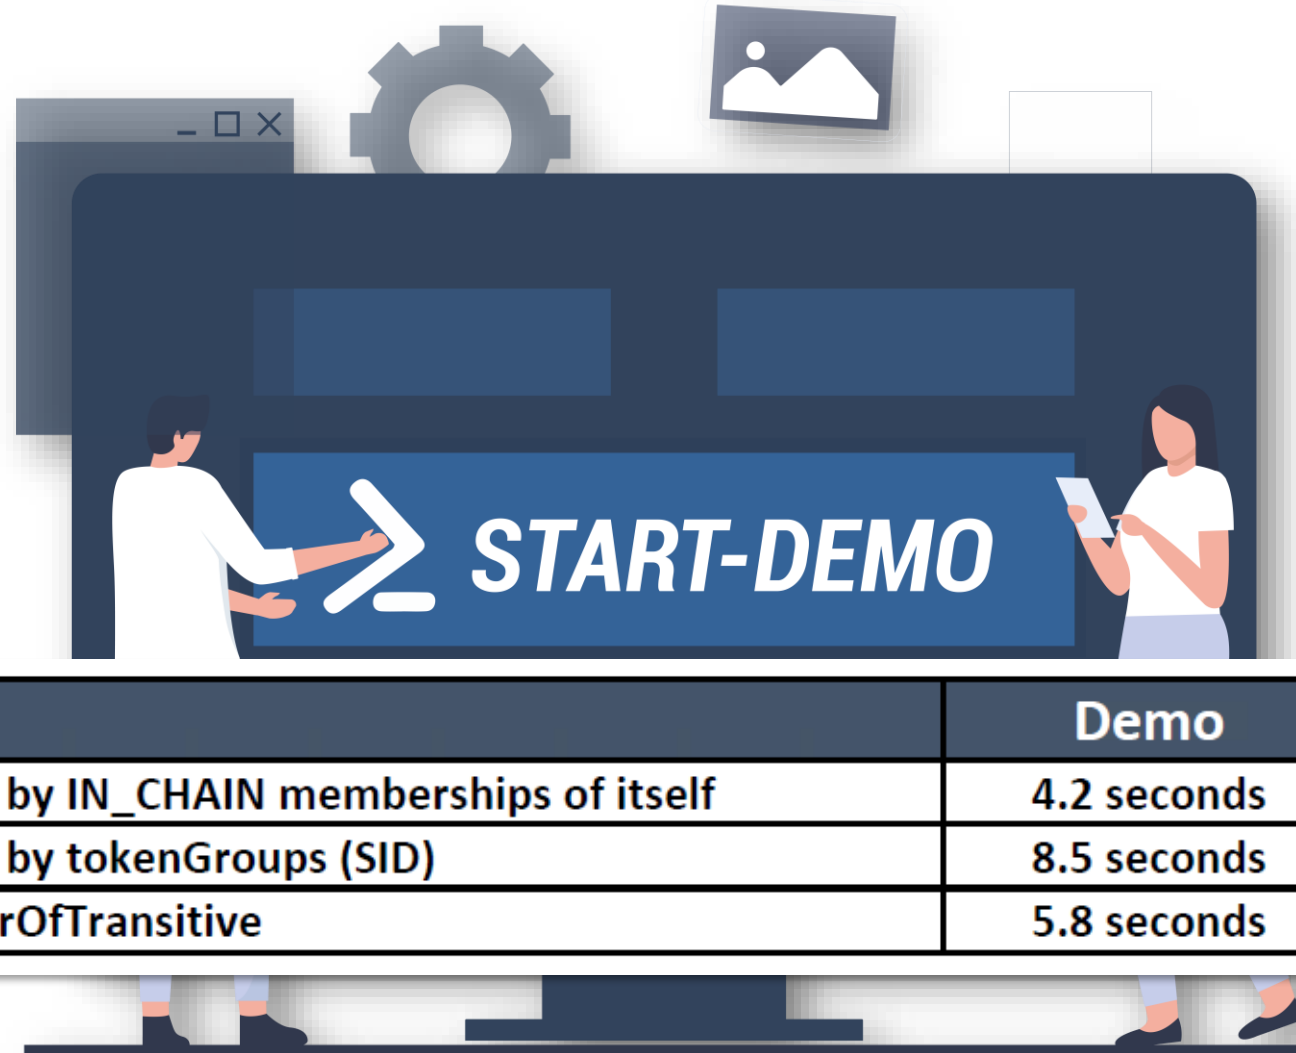 START-DEMO
Demo
by IN_CHAIN memberships of itself 4.2 seconds
by tokenGroups (SID) 8.5 seconds
rOfTransitive 5.8 seconds